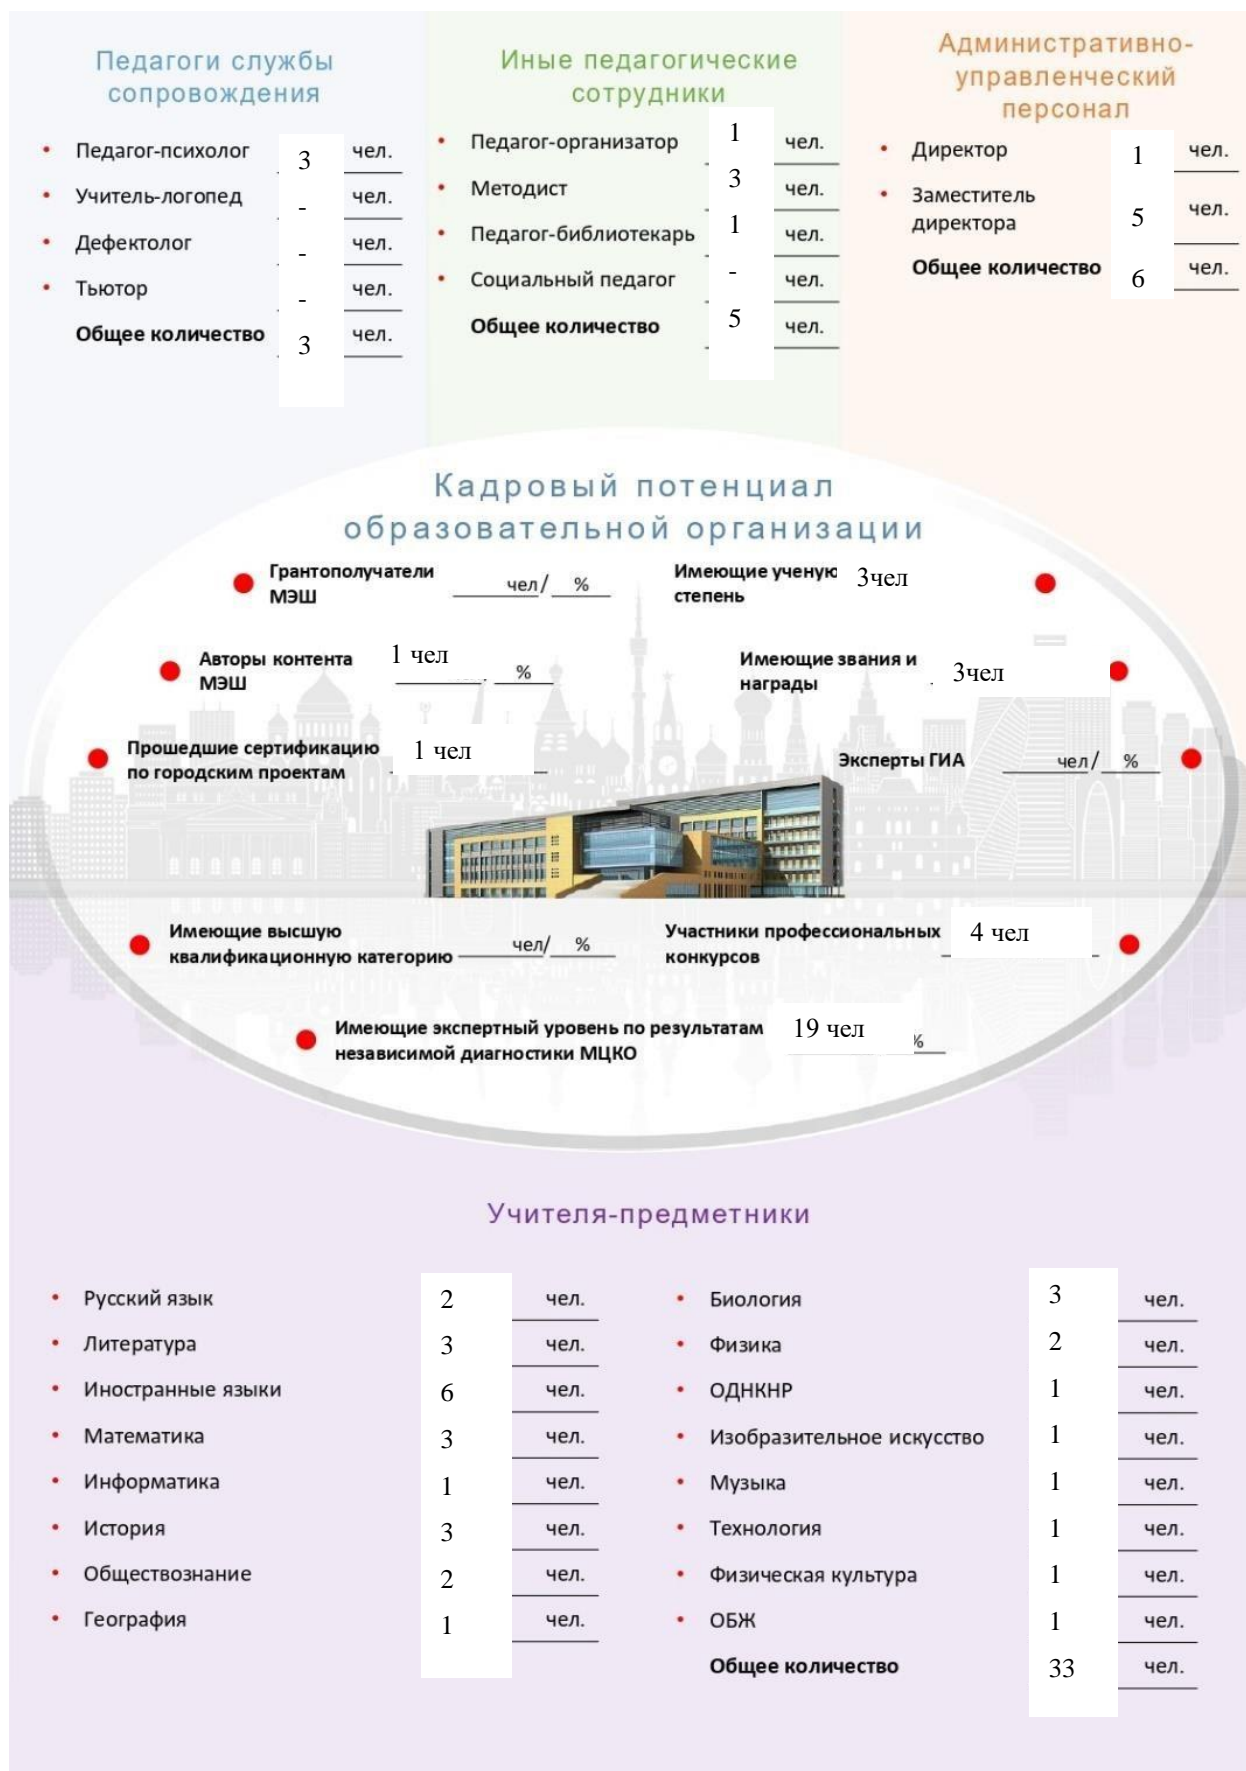 Педагоги службы
сопровождения
Педагог-психолог 3 чел.
Учитель-логопед - чел.
Дефектолог - чел.
Тьютор - чел.
Общее количество 3 чел.
Иные педагогические
сотрудники
Педагог-организатор 1 чел.
Методист 3 чел.
Педагог-библиотекарь 1 чел.
Социальный педагог - чел.
Общее количество 5 чел.
Административно-
управленческий
персонал
Директор 1 чел.
Заместитель
директора 5 чел.
Общее количество 6 чел.
Кадровый потенциал
образовательной организации
Грантополучатели
МЭШ чел/ %
Имеющие ученую 3чел
степень
Авторы контента 1 чел
МЭШ %
Имеющие звания и
награды 3чел
Прошедшие сертификацию 1 чел
по городским проектам
Эксперты ГИА чел/ %
Имеющие высшую
квалификационную категорию чел/ %
Участники профессиональных 4 чел
конкурсов
Имеющие экспертный уровень по результатам 19 чел
независимой диагностики МЦКО %
Учителя-предметники
Русский язык 2 чел.
Литература 3 чел.
Иностранные языки 6 чел.
Математика 3 чел.
Информатика 1 чел.
История 3 чел.
Обществознание 2 чел.
География 1 чел.
Биология 3 чел.
Физика 2 чел.
ОДНКНР 1 чел.
Изобразительное искусство 1 чел.
Музыка 1 чел.
Технология 1 чел.
Физическая культура 1 чел.
ОБЖ 1 чел.
Общее количество 33 чел.